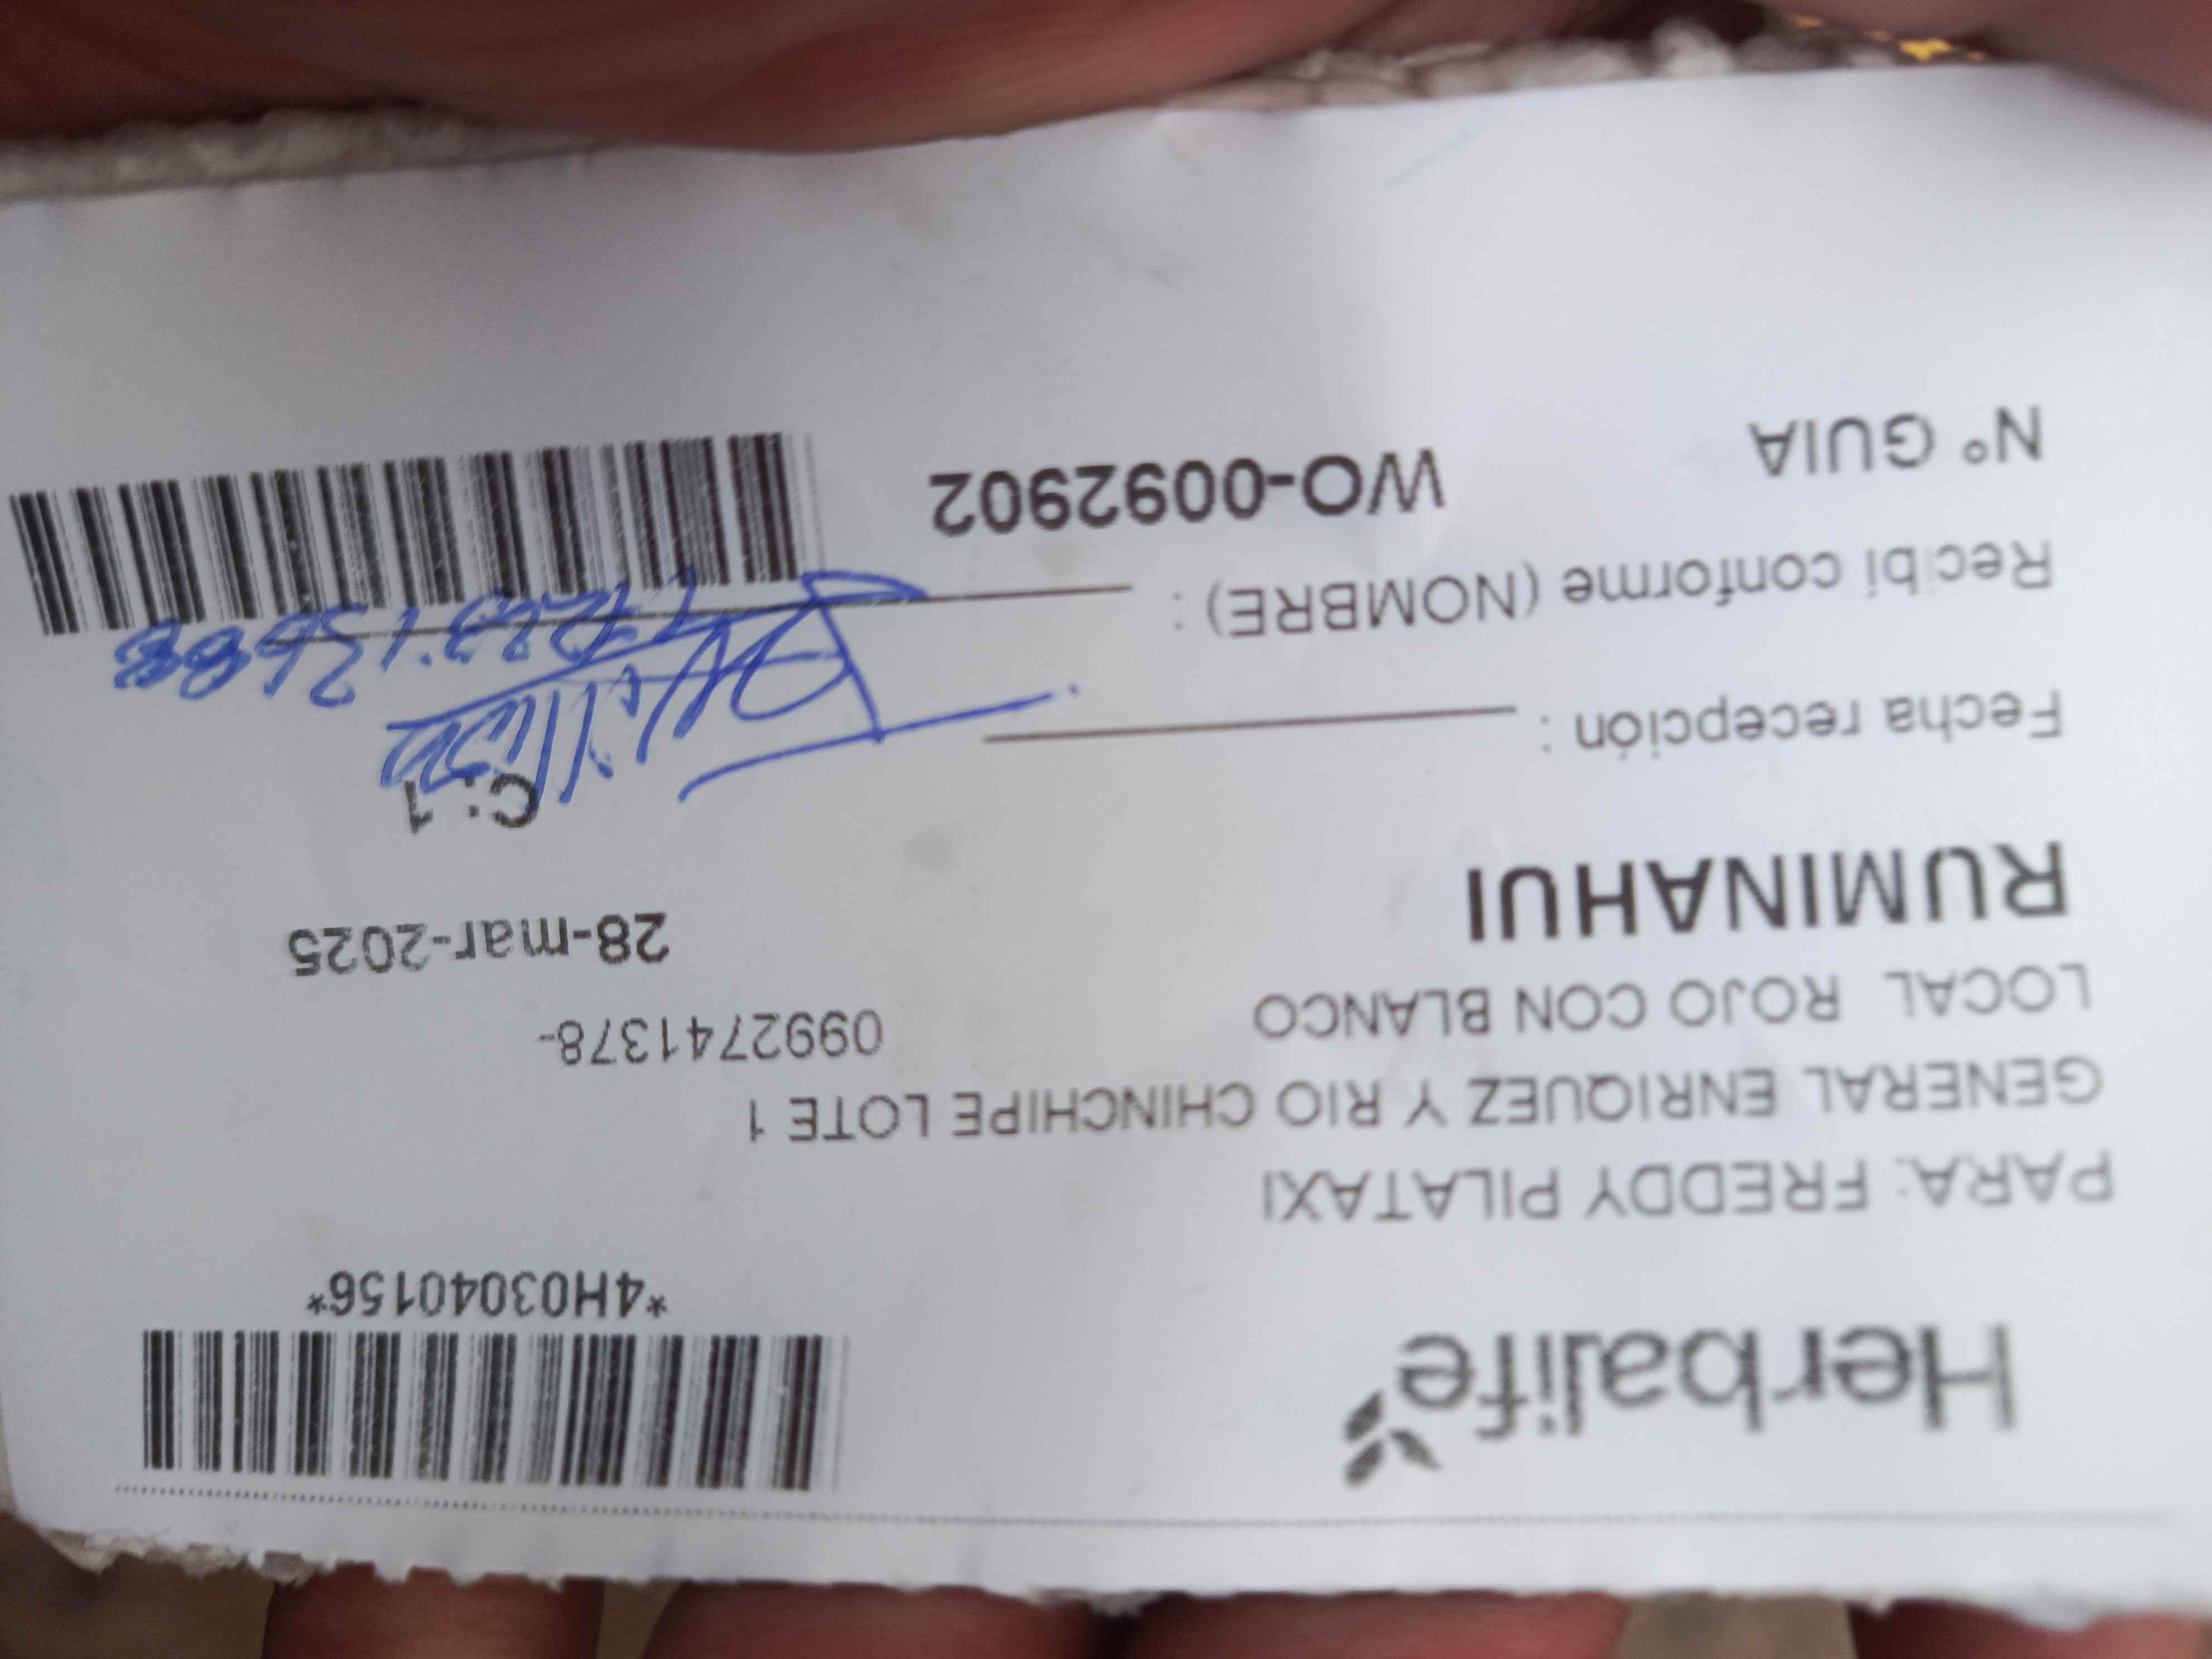 Herbalife
*4H03040156*
PARA: FREDDY PILATAXI
GENERAL ENRIQUEZ Y RIO CHINCHIPE LOTE 1
LOCAL ROJO CON BLANCO 0992741378-
RUMINAHUI 28-mar-2025
C: 1
Fecha recepción :
Recibí conforme (NOMBRE) :
N° GUIA WO-0092902